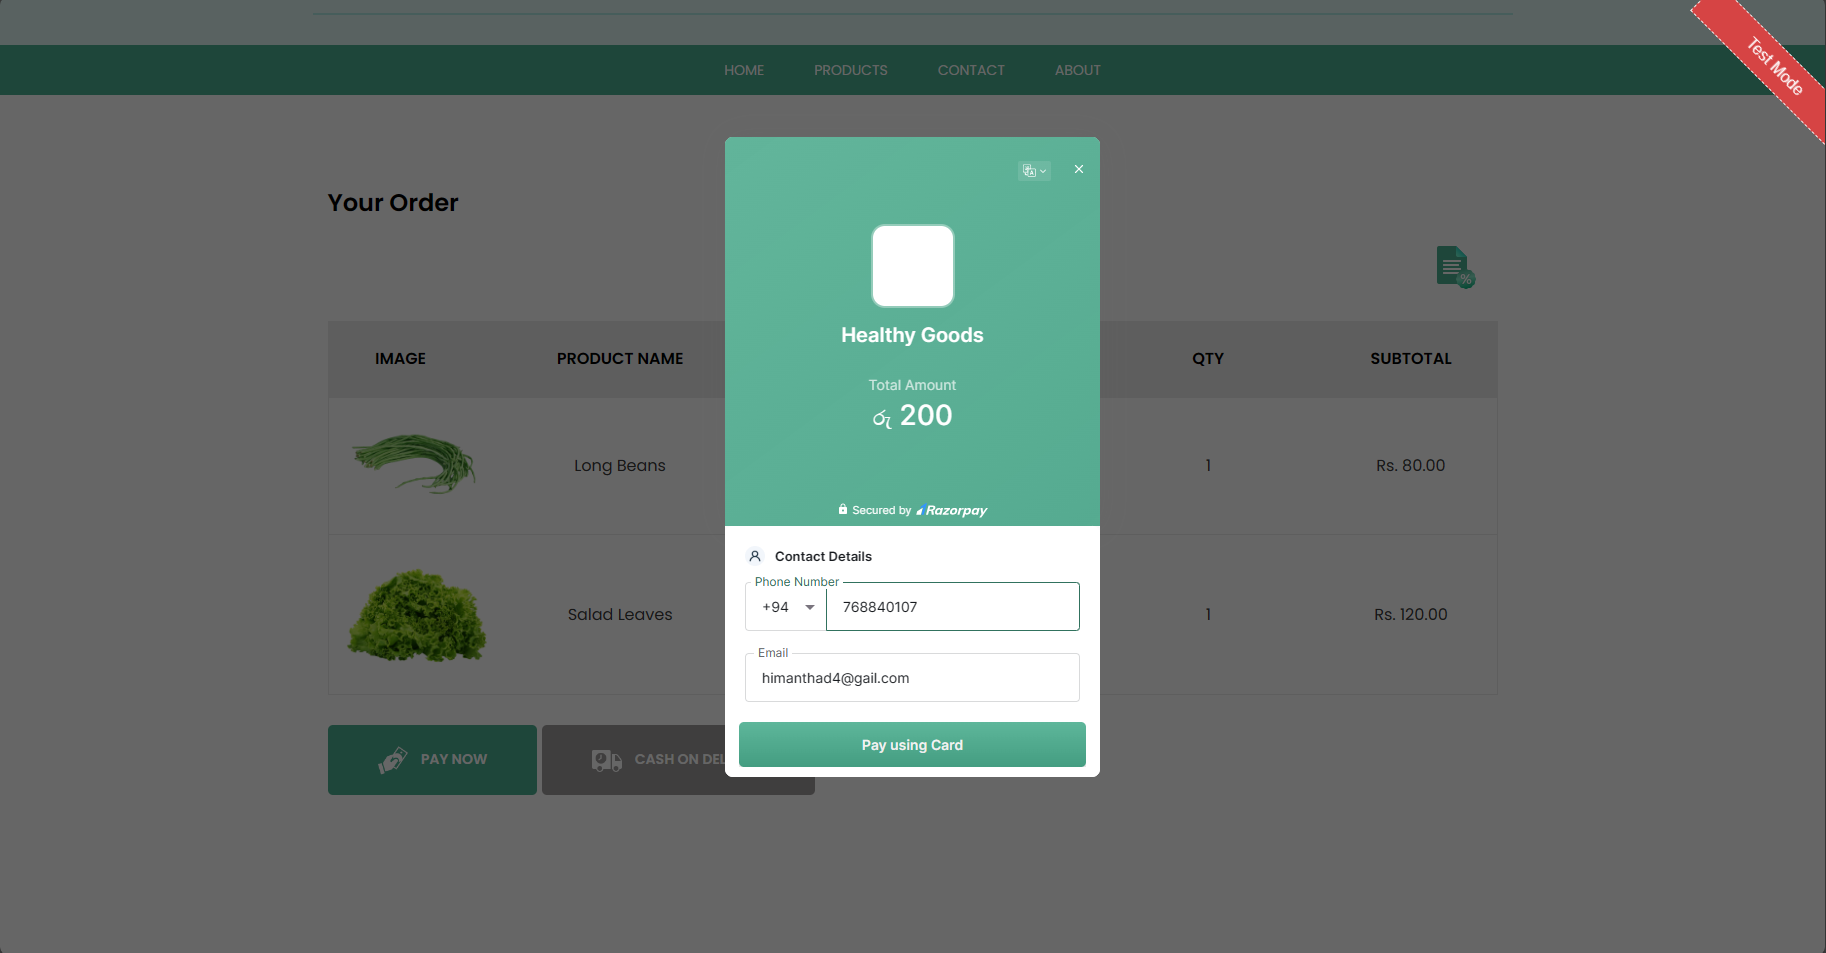 HOME PRODUCTS CONTACT ABOUT
Test Mode
Your Order
IMAGE PRODUCT NAME QTY SUBTOTAL
Long Beans 1 Rs. 80.00
Salad Leaves 1 Rs. 120.00
PAY NOW CASH ON DEL
Healthy Goods
Total Amount
රු 200
Secured by Razorpay
Contact Details
Phone Number
+94 768840107
Email
himanthad4@gail.com
Pay using Card